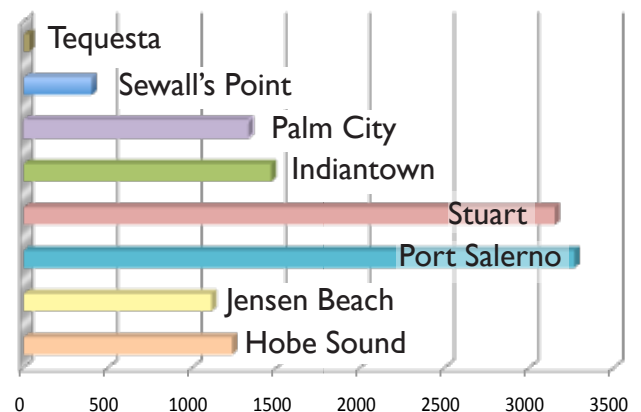 Tequesta
Sewall's Point
Palm City
Indiantown
Stuart
Port Salerno
Jensen Beach
Hobe Sound
0 500 1000 1500 2000 2500 3000 3500